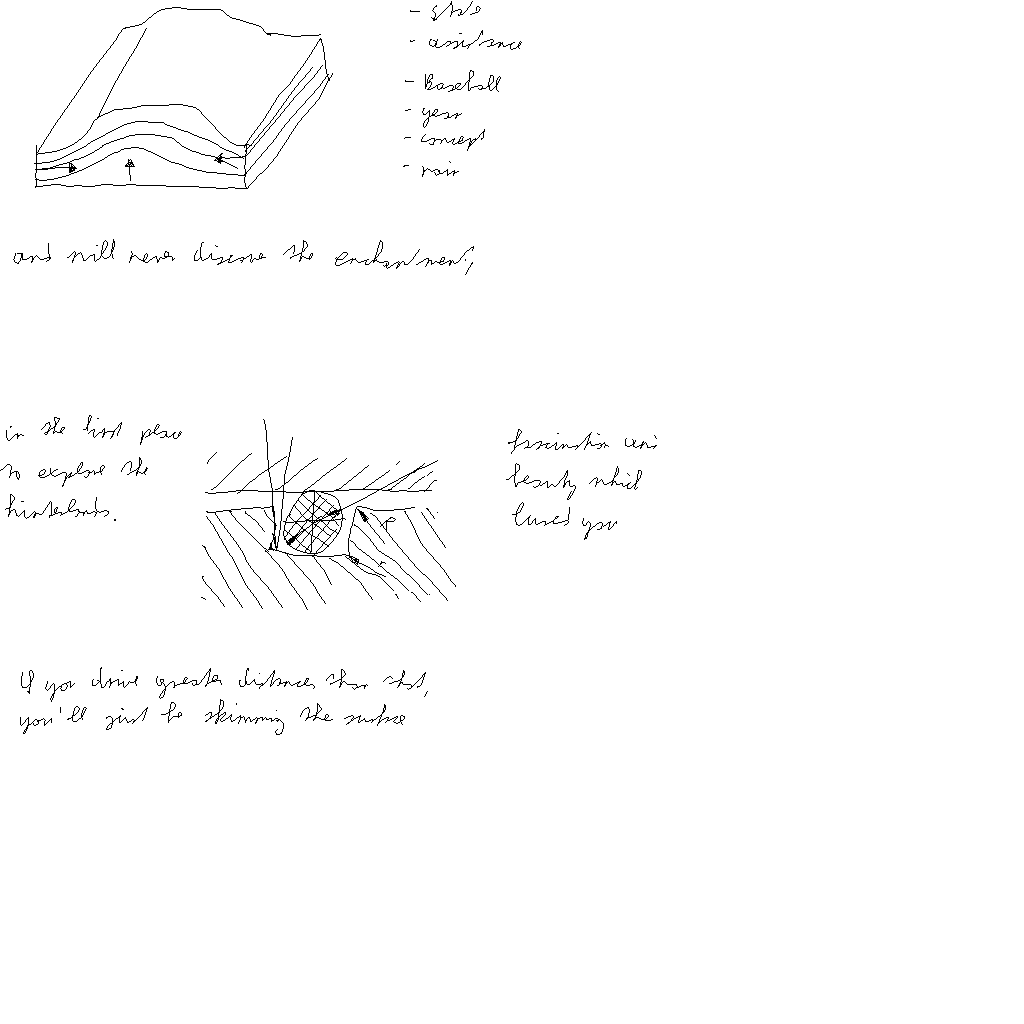 - state
- assistance
- Baseball
- year
- concept
- pair
and will never discover the enchantment,
in the first place
to explore the
hinterlands.
fascination and
beauty which
lured you
r
If you drive greater distances than that,
you'll just be skimming the surface